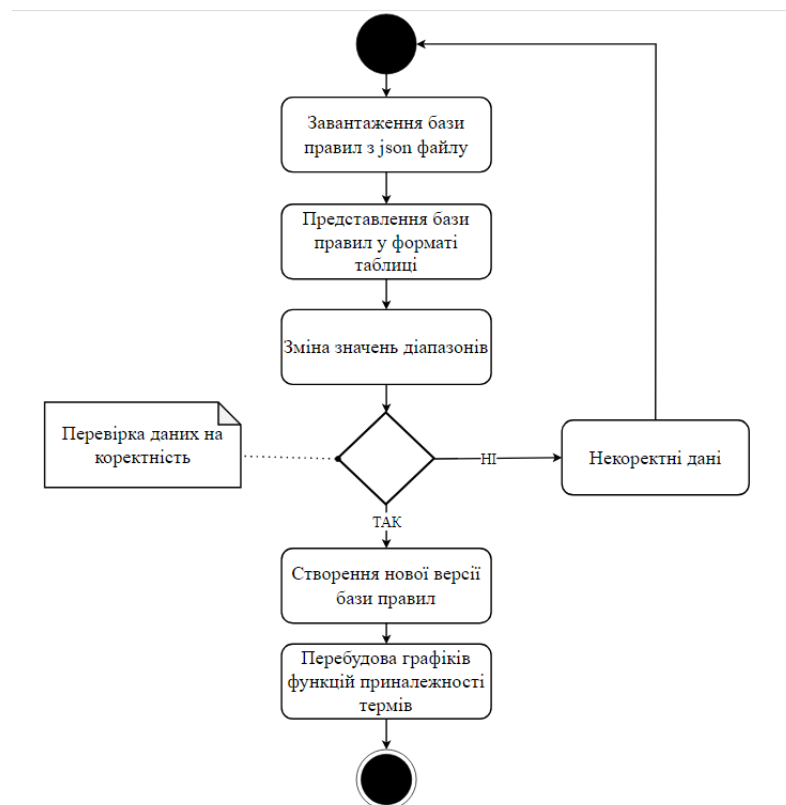 Завантаження бази
правил з json файлу
Представлення бази
правил у форматі
таблиці
Зміна значень діапазонів
Перевірка даних на
коректність
НІ
Некоректні дані
ТАК
Створення нової версії
бази правил
Перебудова графіків
функцій приналежності
термів